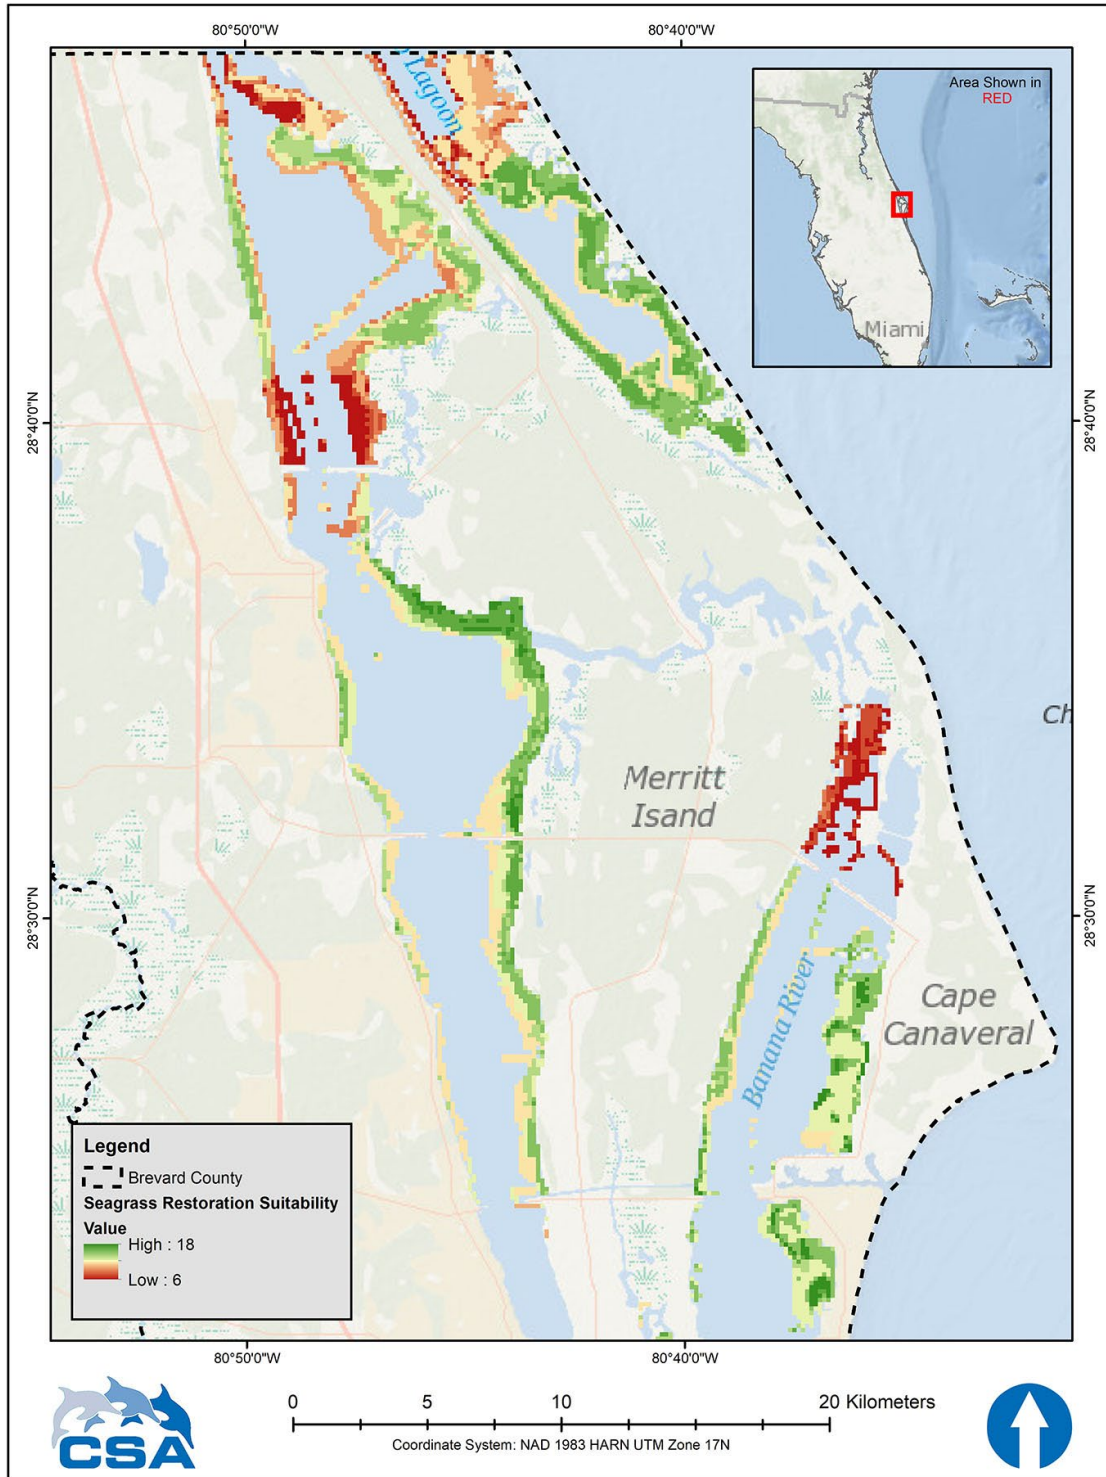 80°50'0"W
80°40'0"W
Lagoon
Area Shown in
RED
Miami
28°40'0"N
28°40'0"N
Ch
Merritt
Isand
28°30'0"N
28°30'0"N
Banana River
Cape
Canaveral
Legend
Brevard County
Seagrass Restoration Suitability
Value
High : 18
Low : 6
80°50'0"W
80°40'0"W
0 5 10 20 Kilometers
Coordinate System: NAD 1983 HARN UTM Zone 17N
CSA